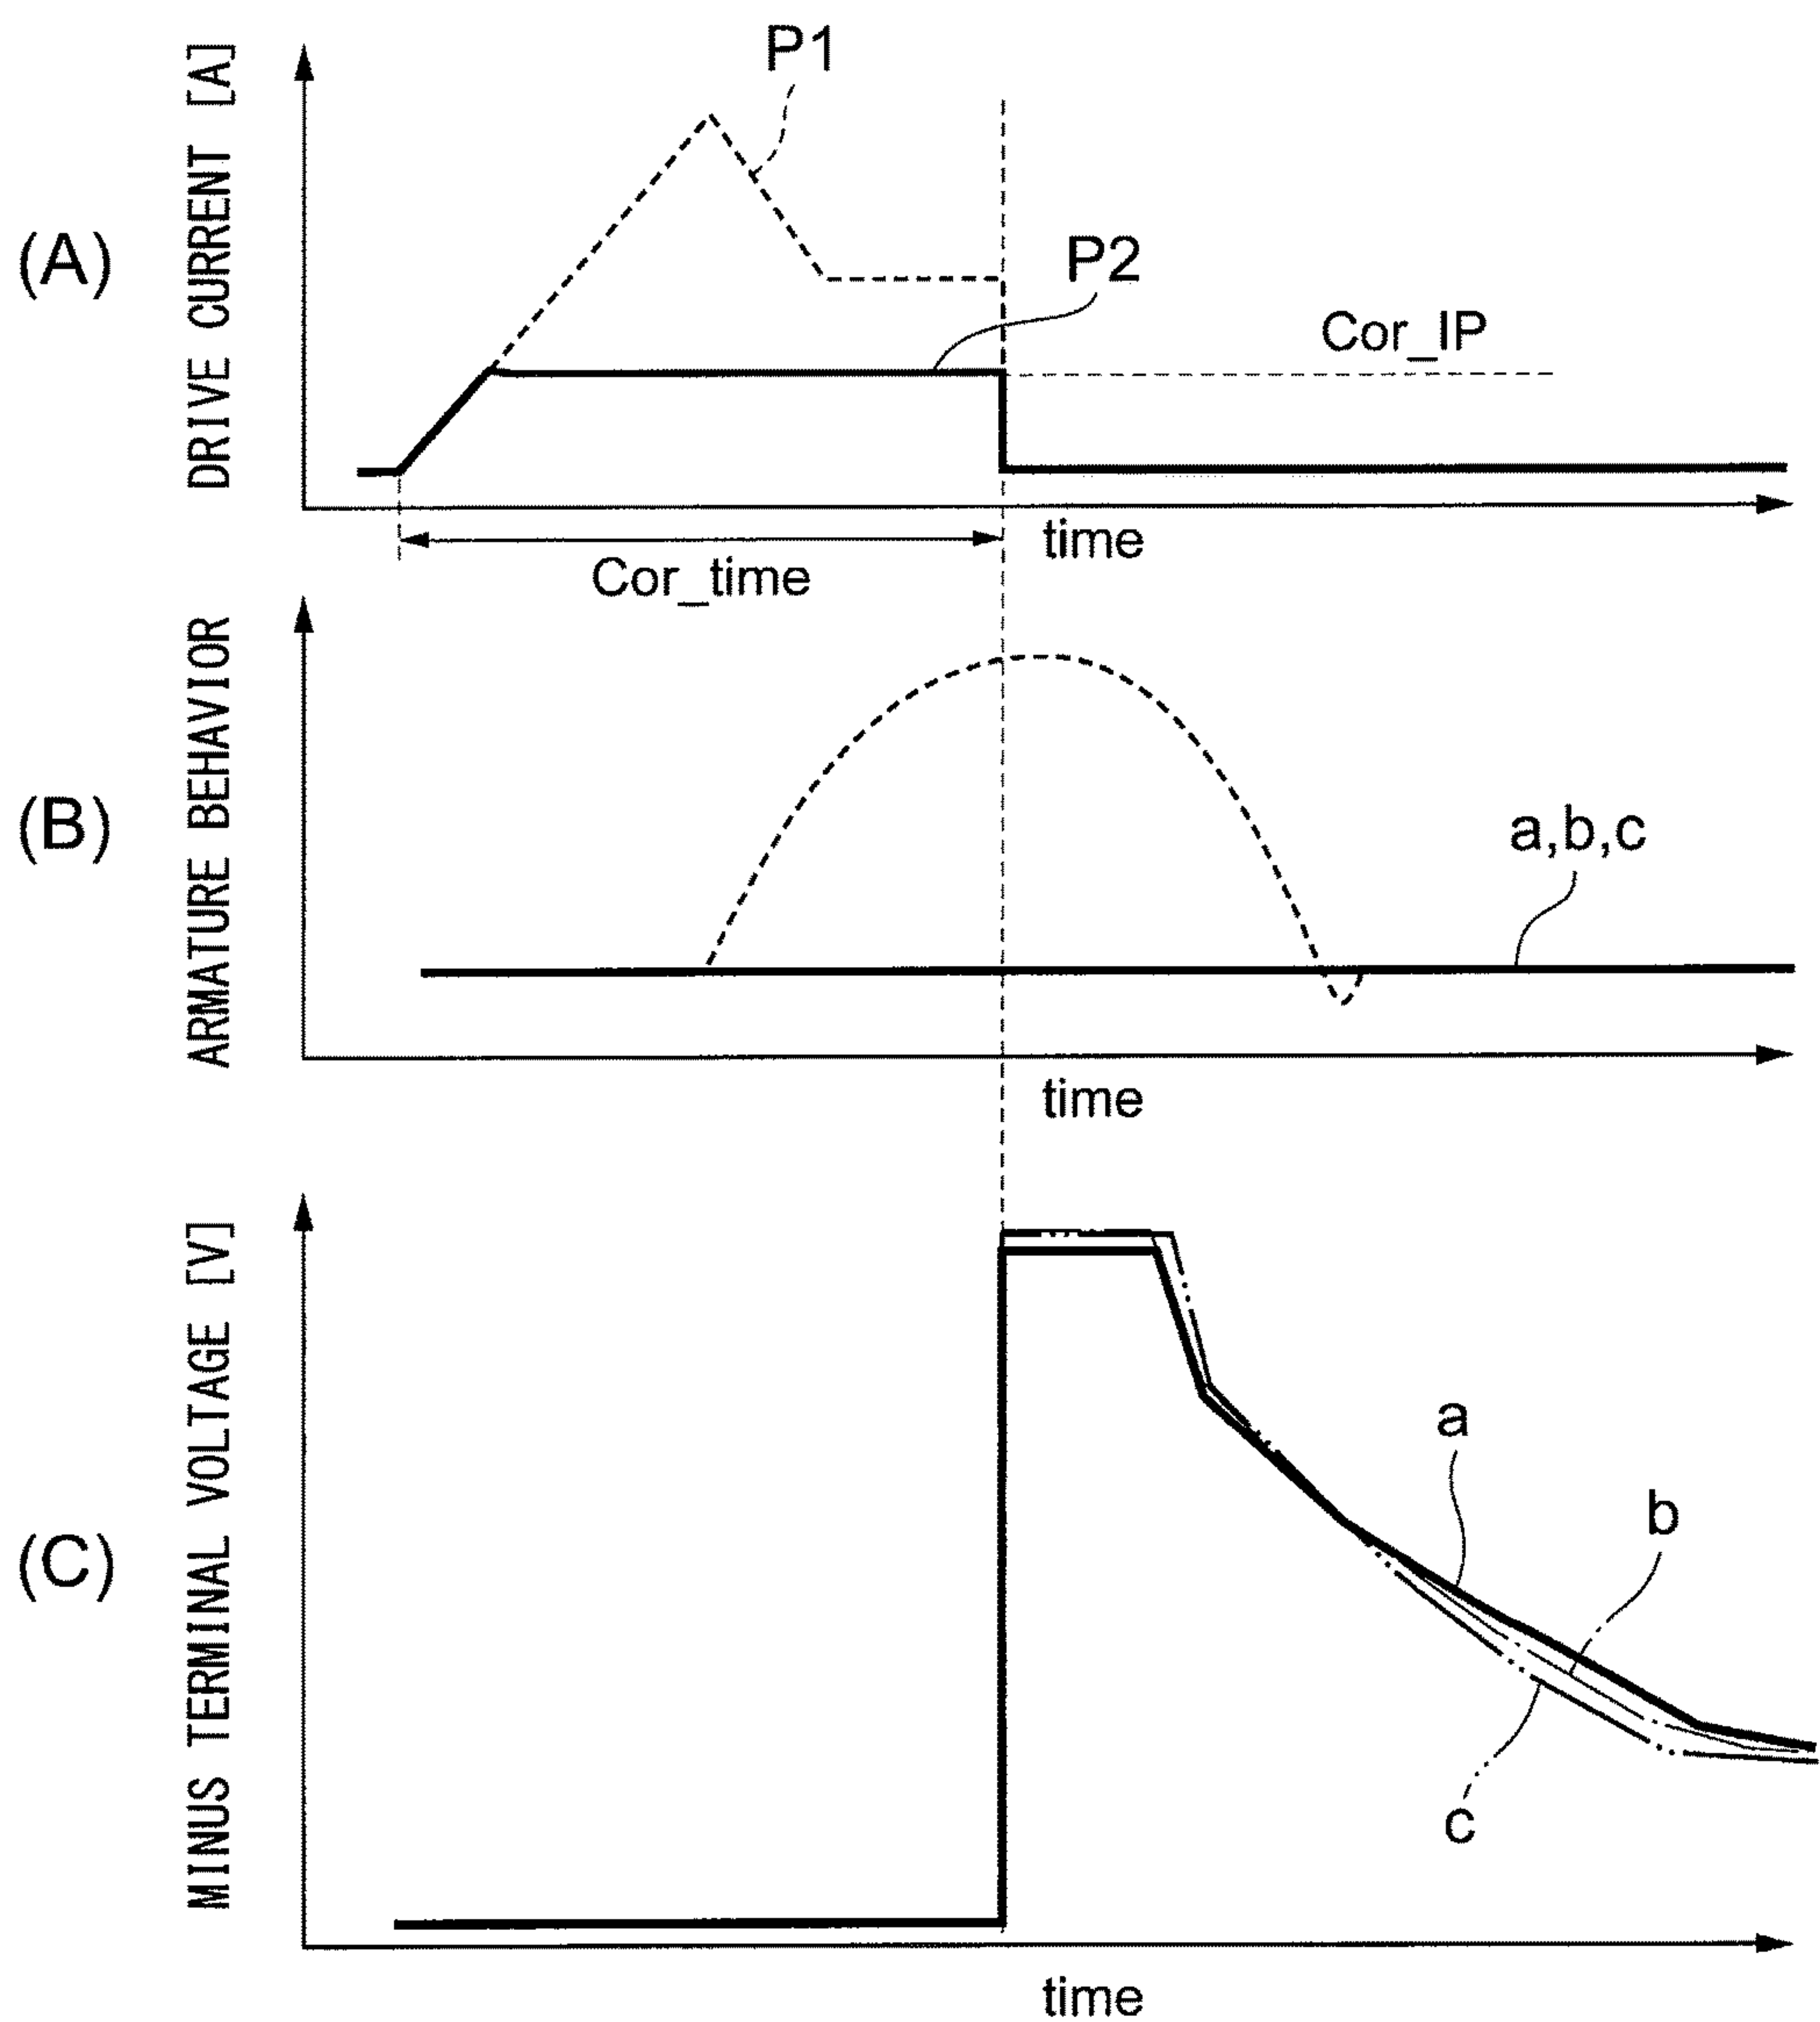 (A)
DRIVE CURRENT [A]
P1
P2
Cor_IP
time
Cor_time
(B)
ARMATURE BEHAVIOR
a,b,c
time
(C)
MINUS TERMINAL VOLTAGE [V]
a
b
c
time